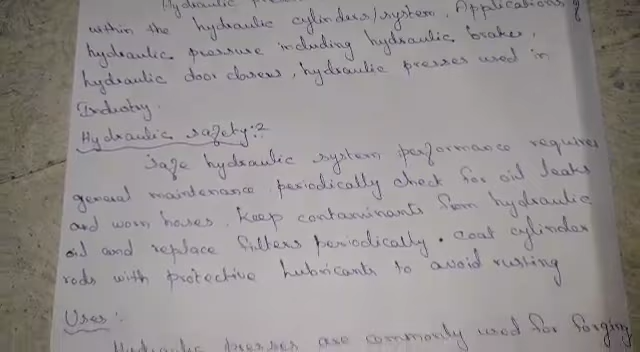 Hydraulic
within the hydraulic cylinders/system. Applications of
hydraulic pressure including hydraulic brakes,
hydraulic door closers, hydraulic presses used in
Industry.
Hydraulic safety:-
Safe hydraulic system performance requires
general maintenance periodically check for oil leaks
and worn hoses. Keep contaminants from hydraulic
oil and replace filters periodically. coat cylinder
rods with protective lubricants to avoid rusting
Uses:
Hydraulic presses are commonly used for forging